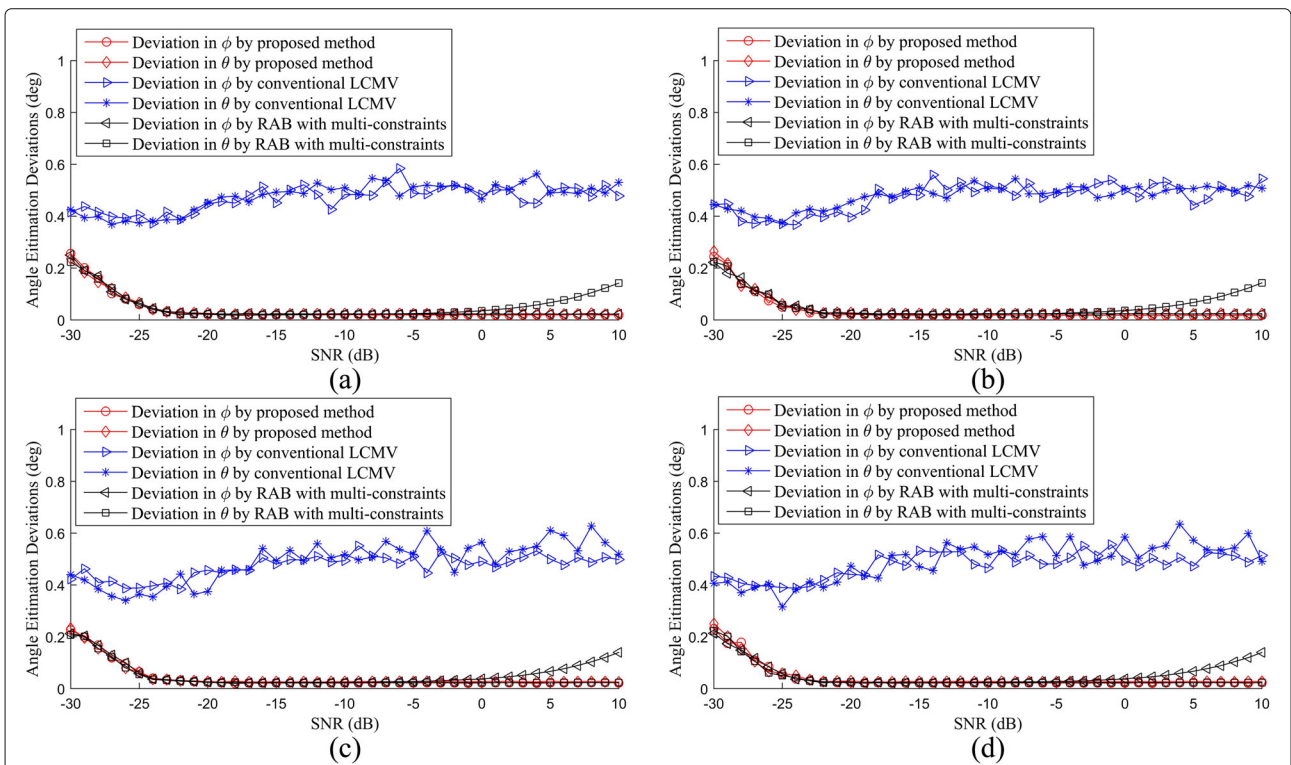 Deviation in ϕ by proposed method
Deviation in θ by proposed method
Deviation in ϕ by conventional LCMV
Deviation in θ by conventional LCMV
Deviation in ϕ by RAB with multi-constraints
Deviation in θ by RAB with multi-constraints
Angle Eitimation Deviations (deg)
1
0.8
0.6
0.4
0.2
0
-30 -25 -20 -15 -10 -5 0 5 10
SNR (dB)
(a)
Deviation in ϕ by proposed method
Deviation in θ by proposed method
Deviation in ϕ by conventional LCMV
Deviation in θ by conventional LCMV
Deviation in ϕ by RAB with multi-constraints
Deviation in θ by RAB with multi-constraints
Angle Eitimation Deviations (deg)
1
0.8
0.6
0.4
0.2
0
-30 -25 -20 -15 -10 -5 0 5 10
SNR (dB)
(b)
Deviation in ϕ by proposed method
Deviation in θ by proposed method
Deviation in ϕ by conventional LCMV
Deviation in θ by conventional LCMV
Deviation in ϕ by RAB with multi-constraints
Deviation in θ by RAB with multi-constraints
Angle Eitimation Deviations (deg)
1
0.8
0.6
0.4
0.2
0
-30 -25 -20 -15 -10 -5 0 5 10
SNR (dB)
(c)
Deviation in ϕ by proposed method
Deviation in θ by proposed method
Deviation in ϕ by conventional LCMV
Deviation in θ by conventional LCMV
Deviation in ϕ by RAB with multi-constraints
Deviation in θ by RAB with multi-constraints
Angle Eitimation Deviations (deg)
1
0.8
0.6
0.4
0.2
0
-30 -25 -20 -15 -10 -5 0 5 10
SNR (dB)
(d)